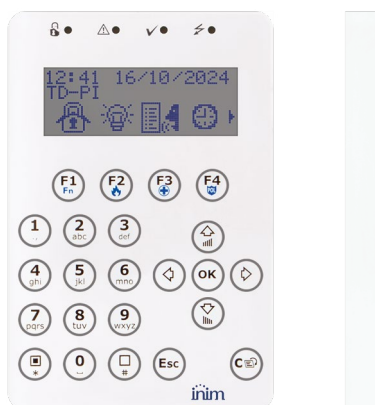 12:41 16/10/2024
TD-PI
F1 F2 F3 F4
Fn
1 2 3
.. abc def
4 5 6 OK
ghi jkl mno
7 8 9
pqrs tuv wxyz
0 Esc C
* #
inim